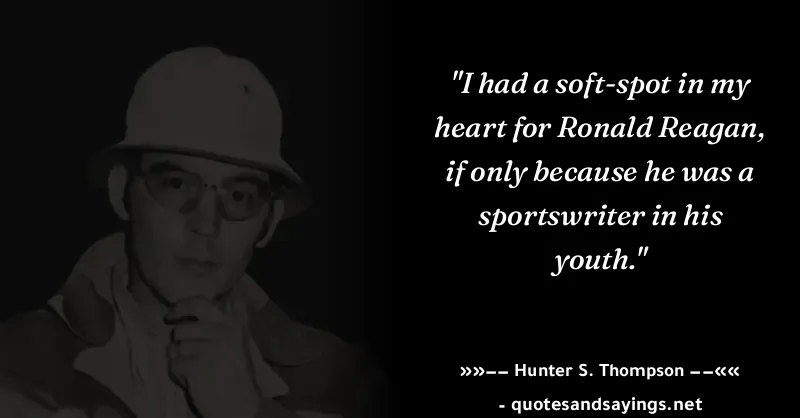 "I had a soft-spot in my
heart for Ronald Reagan,
if only because he was a
sportswriter in his
youth."
»»−− Hunter S. Thompson −−««
- quotesandsayings.net